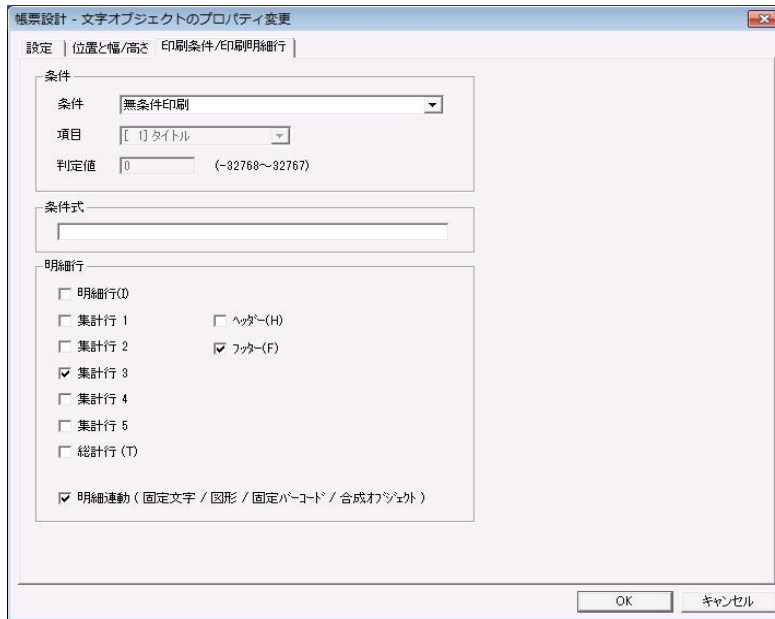 帳票設計 - 文字オブジェクトのプロパティ変更
設定 位置と幅/高さ 印刷条件/印刷明細行
条件
条件 無条件印刷
項目 [ 1] タイトル
判定値 0 (-32768～32767)
条件式
明細行
明細行(I)
集計行 1 ﾍｯﾀﾞｰ(H)
集計行 2 ﾌｯﾀｰ(F)
集計行 3
集計行 4
集計行 5
総計行 (T)
明細連動 ( 固定文字 / 図形 / 固定ﾊﾞｰｺｰﾄﾞ / 合成ｵﾌﾞｼﾞｪｸﾄ )
OK キャンセル